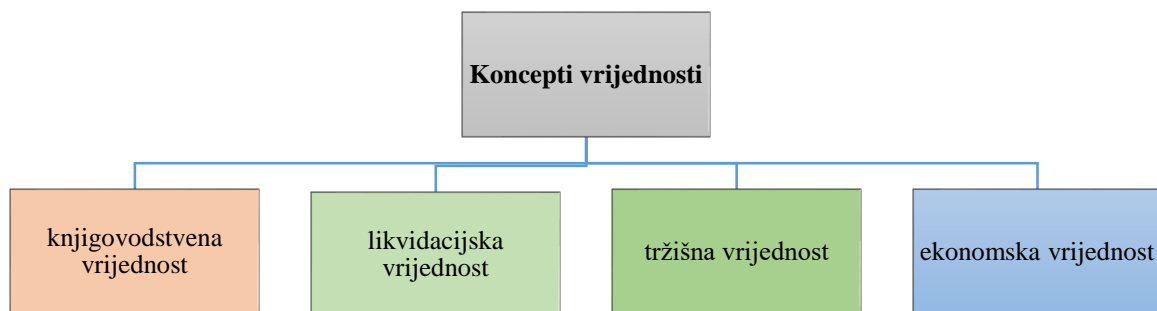 Koncepti vrijednosti
knjigovodstvena
vrijednost
likvidacijska
vrijednost
tržišna vrijednost
ekonomska vrijednost